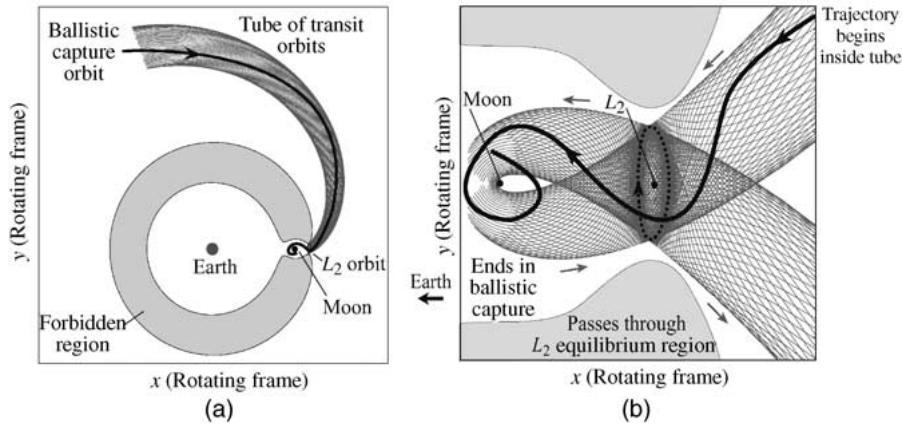 Ballistic
capture
orbit
Tube of transit
orbits
Earth
L2 orbit
Moon
Forbidden
region
y (Rotating frame)
x (Rotating frame)
(a)
Trajectory
begins
inside tube
Moon
L2
Ends in
ballistic
capture
Earth
Passes through
L2 equilibrium region
y (Rotating frame)
x (Rotating frame)
(b)